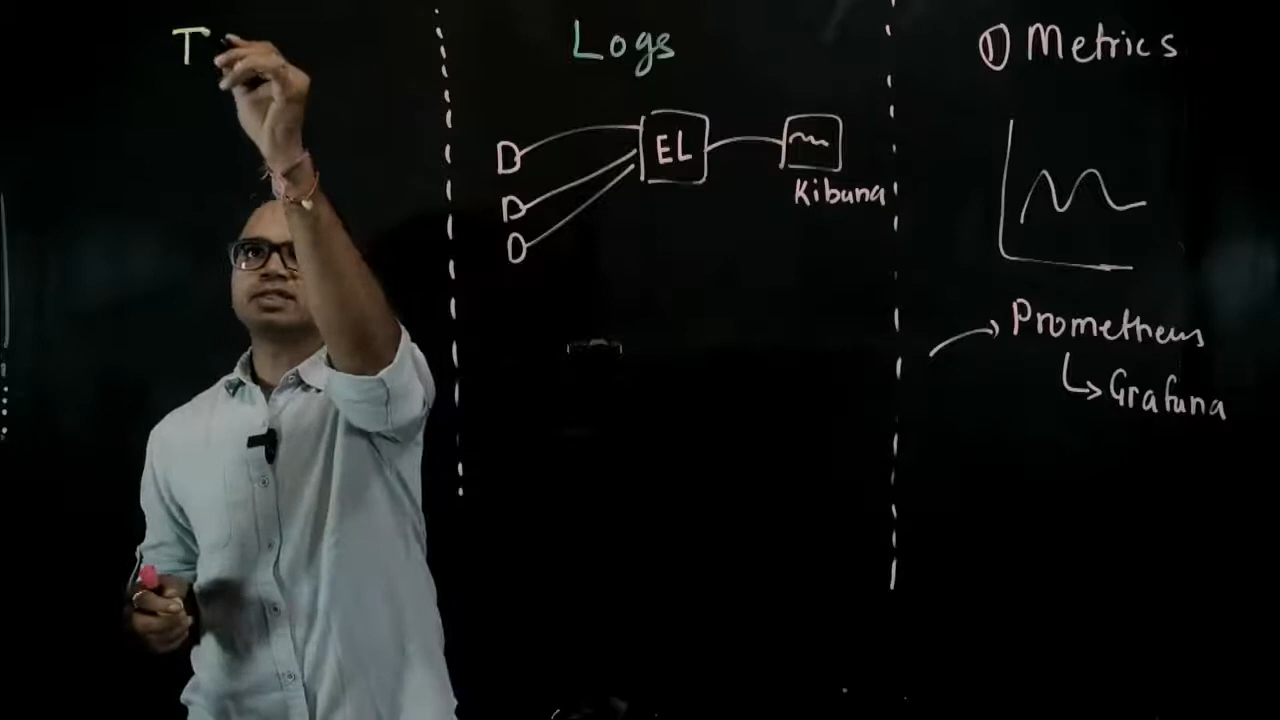 T
Logs
① Metrics
D
D
D
EL
Kibana
Prometheus
Grafana